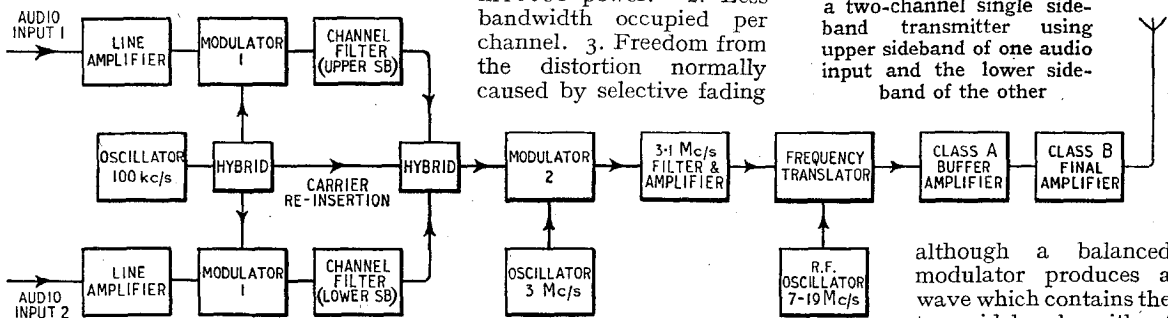 bandwidth occupied per
channel. 3. Freedom from
the distortion normally
caused by selective fading
a two-channel single side-
band transmitter using
upper sideband of one audio
input and the lower side-
band of the other
AUDIO
INPUT 1
LINE
AMPLIFIER
MODULATOR
1
CHANNEL
FILTER
(UPPER SB)
OSCILLATOR
100 kc/s
HYBRID
CARRIER
RE-INSERTION
HYBRID
MODULATOR
2
3·1 Mc/s
FILTER &
AMPLIFIER
FREQUENCY
TRANSLATOR
CLASS A
BUFFER
AMPLIFIER
CLASS B
FINAL
AMPLIFIER
AUDIO
INPUT 2
LINE
AMPLIFIER
MODULATOR
1
CHANNEL
FILTER
(LOWER SB)
OSCILLATOR
3 Mc/s
R.F.
OSCILLATOR
7-19 Mc/s
although a balanced
modulator produces a
wave which contains the